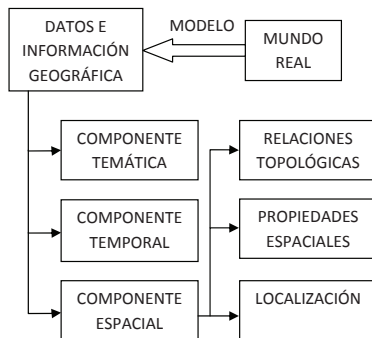 DATOS E
INFORMACIÓN
GEOGRÁFICA
MODELO
MUNDO
REAL
COMPONENTE
TEMÁTICA
RELACIONES
TOPOLÓGICAS
COMPONENTE
TEMPORAL
PROPIEDADES
ESPACIALES
COMPONENTE
ESPACIAL
LOCALIZACIÓN